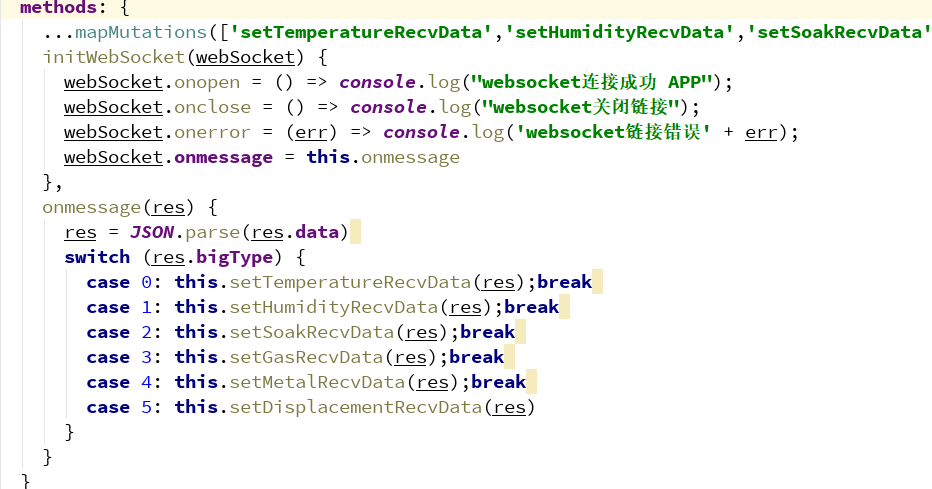 methods: {
  ...mapMutations(['setTemperatureRecvData','setHumidityRecvData','setSoakRecvData'
  initWebSocket(webSocket) {
    webSocket.onopen = () => console.log("websocket连接成功 APP");
    webSocket.onclose = () => console.log("websocket关闭链接");
    webSocket.onerror = (err) => console.log('websocket链接错误' + err);
    webSocket.onmessage = this.onmessage
  },
  onmessage(res) {
    res = JSON.parse(res.data)
    switch (res.bigType) {
      case 0: this.setTemperatureRecvData(res);break
      case 1: this.setHumidityRecvData(res);break
      case 2: this.setSoakRecvData(res);break
      case 3: this.setGasRecvData(res);break
      case 4: this.setMetalRecvData(res);break
      case 5: this.setDisplacementRecvData(res)
    }
  }
}